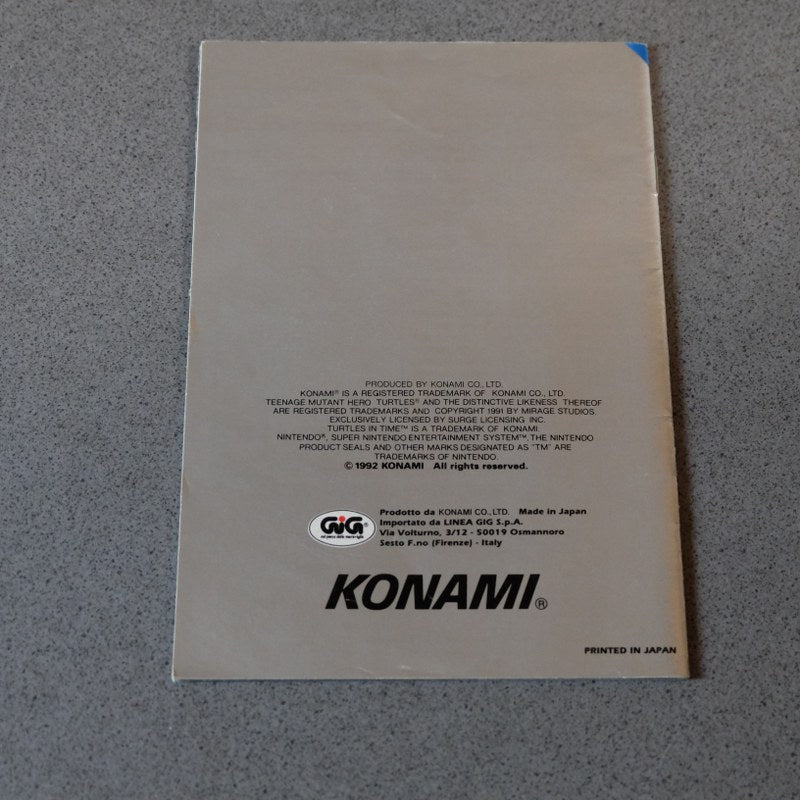 PRODUCED BY KONAMI CO., LTD.
KONAMI® IS A REGISTERED TRADEMARK OF KONAMI CO., LTD.
TEENAGE MUTANT HERO TURTLES® AND THE DISTINCTIVE LIKENESS THEREOF
ARE REGISTERED TRADEMARKS AND COPYRIGHT 1991 BY MIRAGE STUDIOS.
EXCLUSIVELY LICENSED BY SURGE LICENSING INC.
TURTLES IN TIME™ IS A TRADEMARK OF KONAMI.
NINTENDO®, SUPER NINTENDO ENTERTAINMENT SYSTEM™, THE NINTENDO
PRODUCT SEALS AND OTHER MARKS DESIGNATED AS "TM" ARE
TRADEMARKS OF NINTENDO.
© 1992 KONAMI All rights reserved.
GiG®
nel paese delle meraviglie
Prodotto da KONAMI CO., LTD. Made in Japan
Importato da LINEA GIG S.p.A.
Via Volturno, 3/12 - 50019 Osmannoro
Sesto F.no (Firenze) - Italy
KONAMI®
PRINTED IN JAPAN